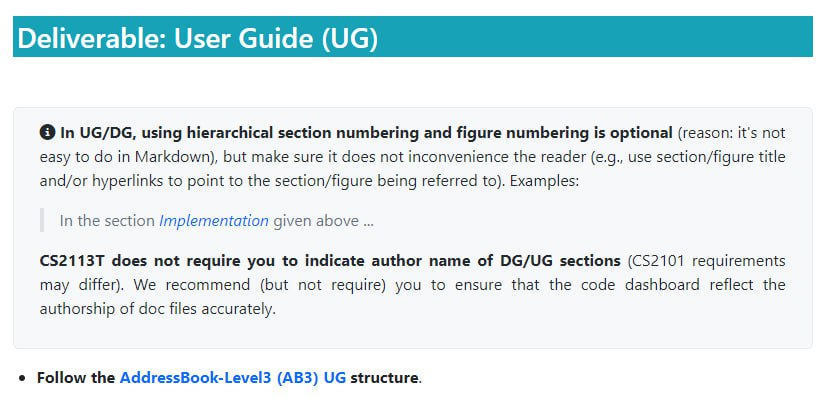 Deliverable: User Guide (UG)
In UG/DG, using hierarchical section numbering and figure numbering is optional (reason: it's not
easy to do in Markdown), but make sure it does not inconvenience the reader (e.g., use section/figure title
and/or hyperlinks to point to the section/figure being referred to). Examples:
In the section Implementation given above ...
CS2113T does not require you to indicate author name of DG/UG sections (CS2101 requirements
may differ). We recommend (but not require) you to ensure that the code dashboard reflect the
authorship of doc files accurately.
• Follow the AddressBook-Level3 (AB3) UG structure.